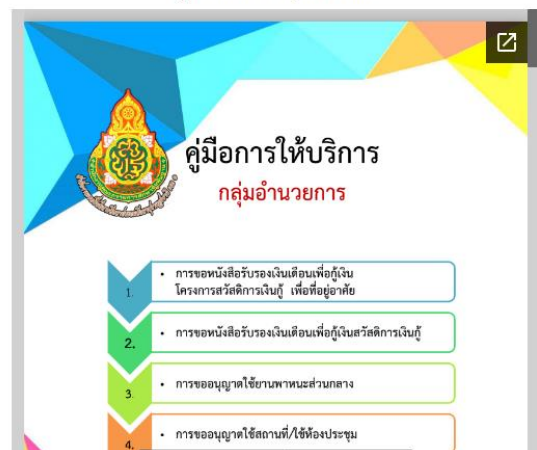 คู่มือการให้บริการ
กลุ่มอำนวยการ
1.
• การขอหนังสือรับรองเงินเดือนเพื่อกู้เงิน
โครงการสวัสดิการเงินกู้ เพื่อที่อยู่อาศัย
2.
• การขอหนังสือรับรองเงินเดือนเพื่อกู้เงินสวัสดิการเงินกู้
3.
• การขออนุญาตใช้ยานพาหนะส่วนกลาง
4.
• การขออนุญาตใช้สถานที่/ใช้ห้องประชุม